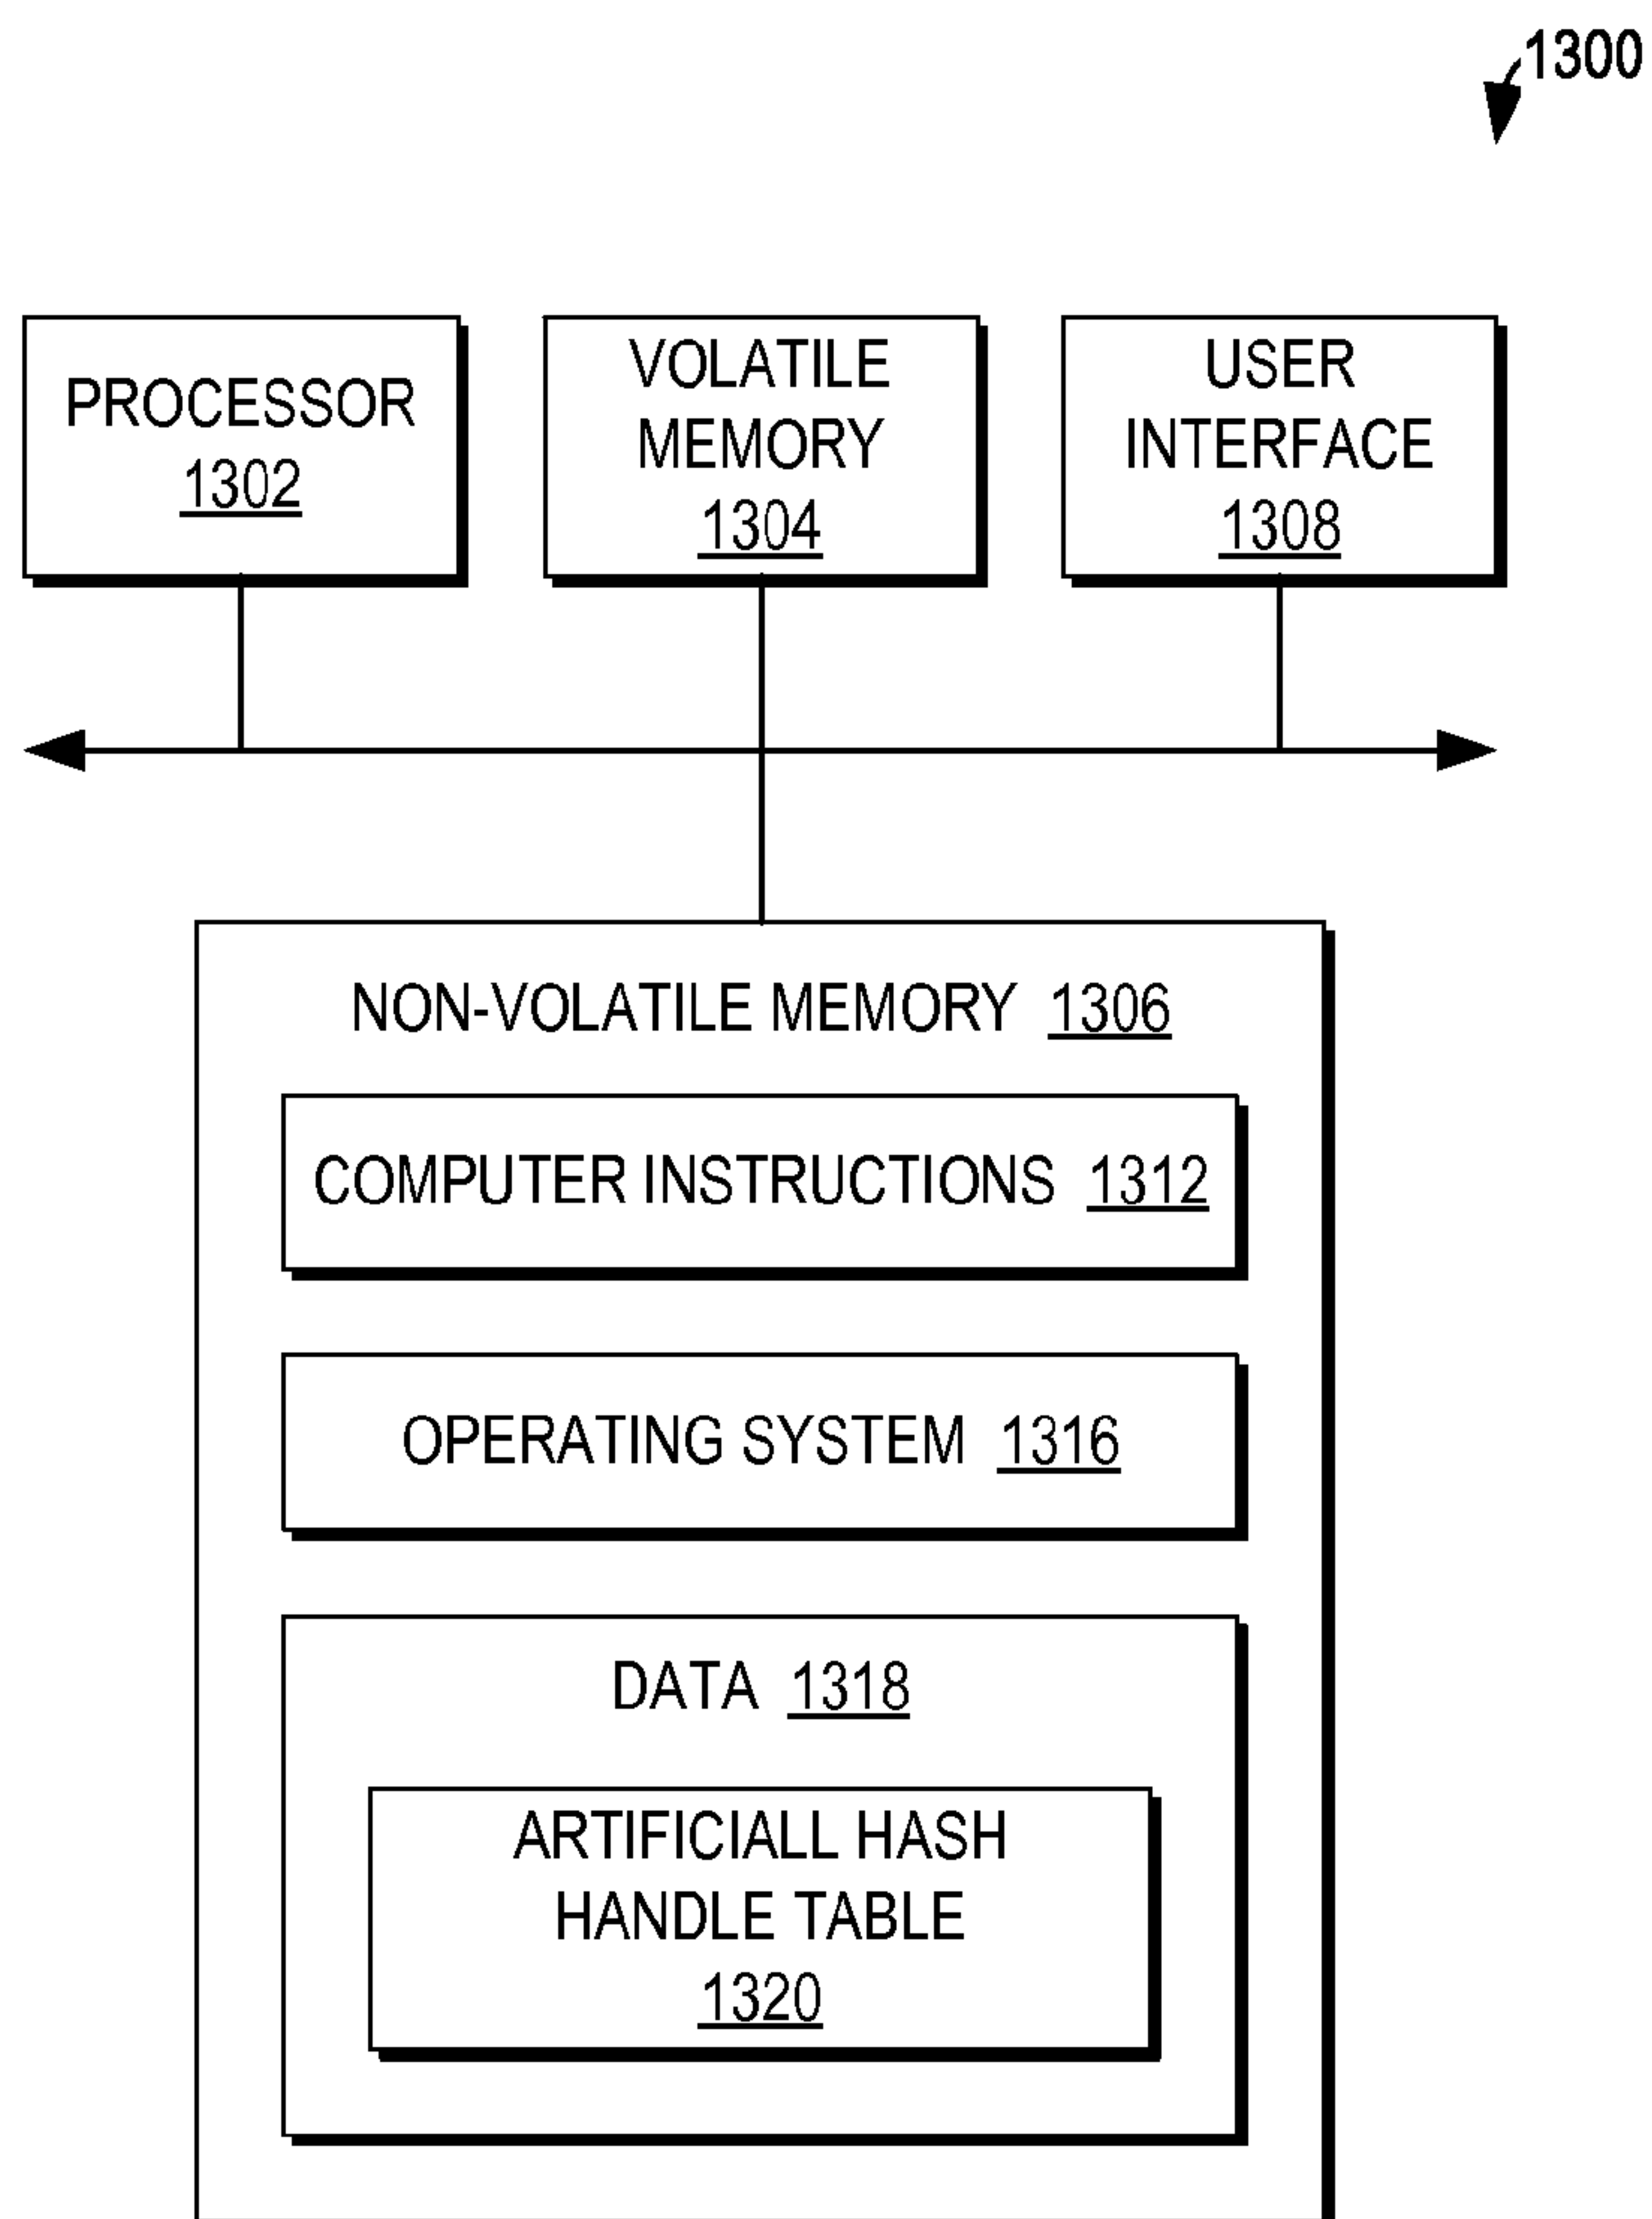 1300
PROCESSOR
1302
VOLATILE
MEMORY
1304
USER
INTERFACE
1308
NON-VOLATILE MEMORY 1306
COMPUTER INSTRUCTIONS 1312
OPERATING SYSTEM 1316
DATA 1318
ARTIFICIALL HASH
HANDLE TABLE
1320